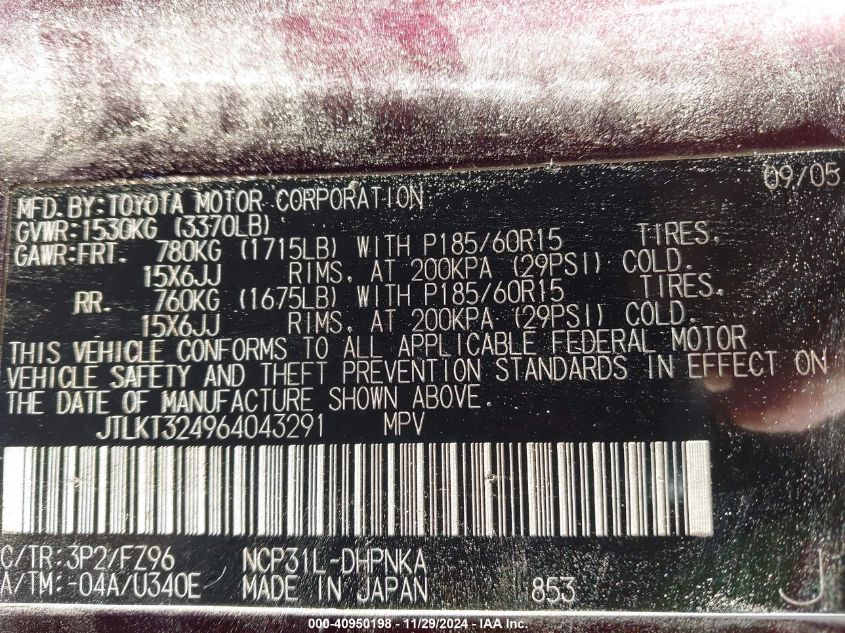 09/05
MFD. BY: TOYOTA MOTOR CORPORATION
GVWR: 1530KG (3370LB)
GAWR: FRT. 780KG (1715LB) WITH P185/60R15 TIRES.
15X6JJ RIMS. AT 200KPA (29PSI) COLD.
RR. 760KG (1675LB) WITH P185/60R15 TIRES.
15X6JJ RIMS. AT 200KPA (29PSI) COLD.
THIS VEHICLE CONFORMS TO ALL APPLICABLE FEDERAL MOTOR
VEHICLE SAFETY AND THEFT PREVENTION STANDARDS IN EFFECT ON
THE DATE OF MANUFACTURE SHOWN ABOVE.
JTLKT324964043291 MPV
C/TR: 3P2/FZ96 NCP31L-DHPNKA
A/TM: -04A/U340E MADE IN JAPAN 853 J
000-40950198 - 11/29/2024 - IAA Inc.